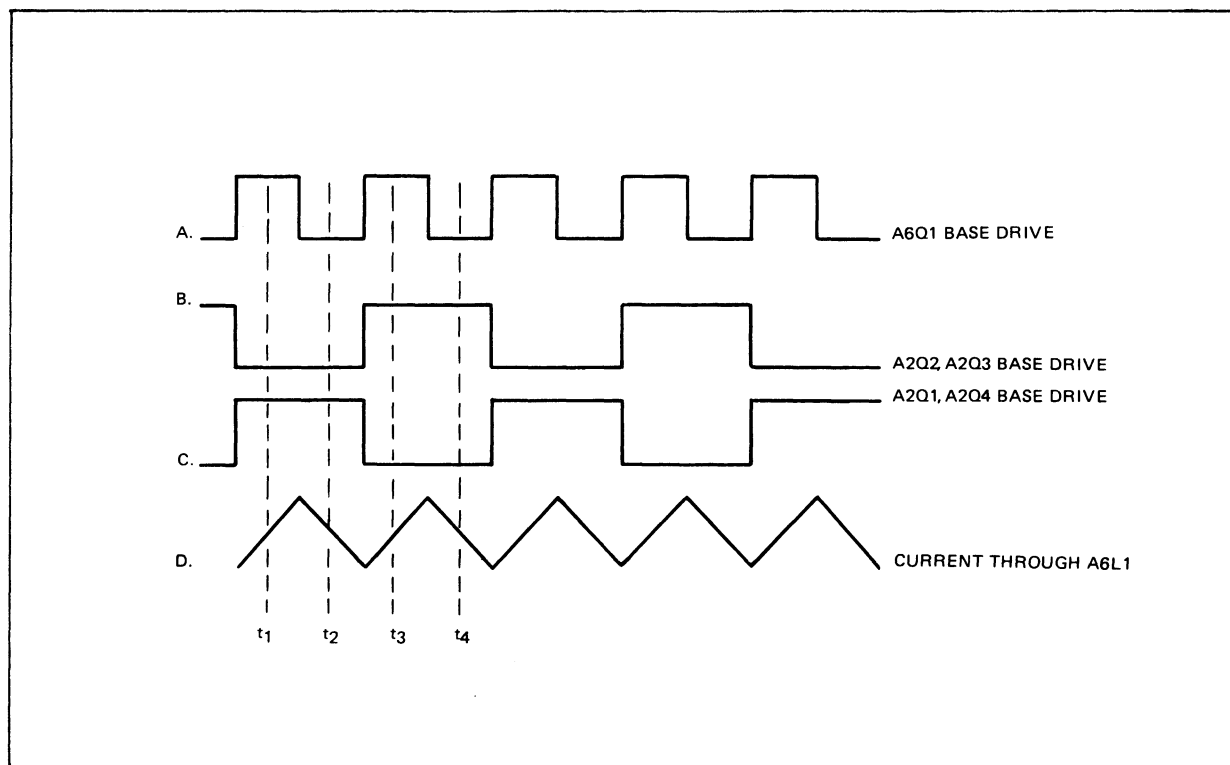 A.
A6Q1 BASE DRIVE
B.
A2Q2, A2Q3 BASE DRIVE
A2Q1, A2Q4 BASE DRIVE
C.
D.
CURRENT THROUGH A6L1
t1 t2 t3 t4